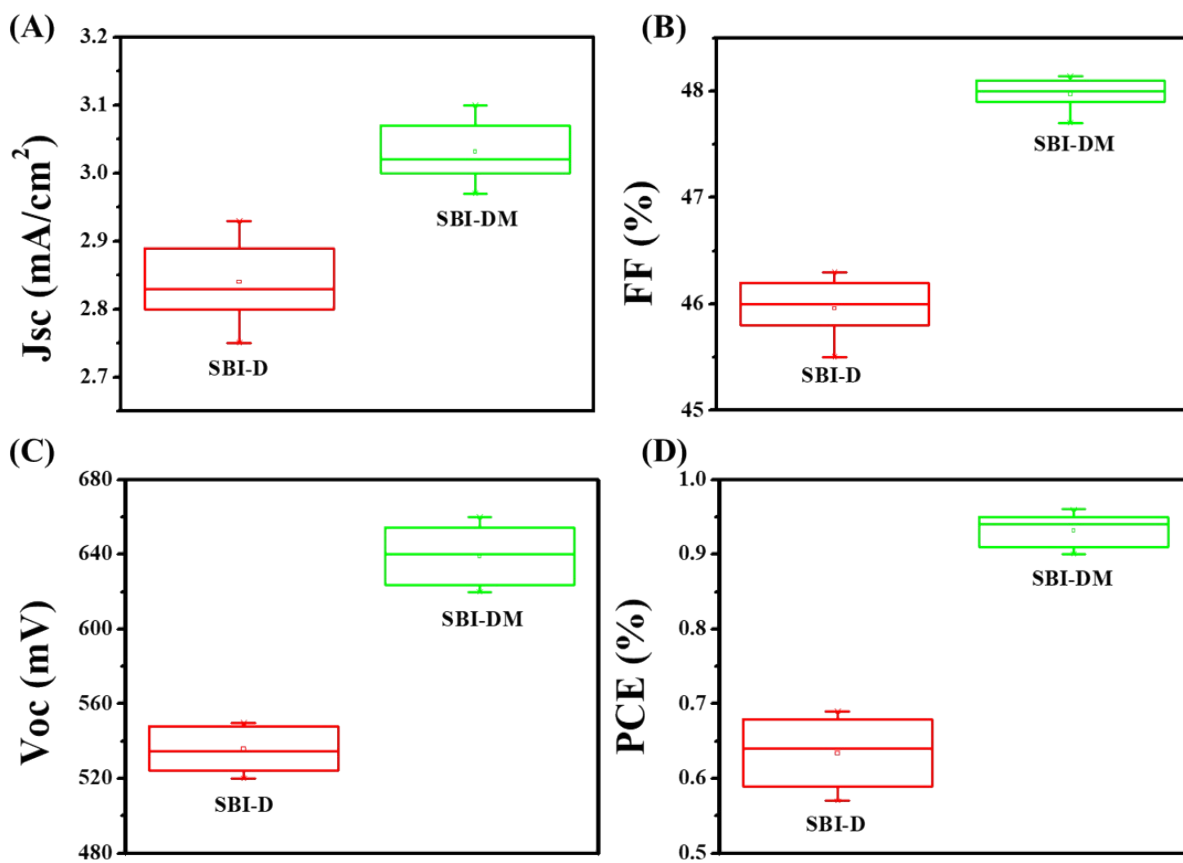 (A)
Jsc (mA/cm²)
3.2
3.1
3.0
2.9
2.8
2.7
SBI-D
SBI-DM
(B)
FF (%)
48
47
46
45
SBI-D
SBI-DM
(C)
Voc (mV)
680
640
600
560
520
480
SBI-D
SBI-DM
(D)
PCE (%)
1.0
0.9
0.8
0.7
0.6
0.5
SBI-D
SBI-DM